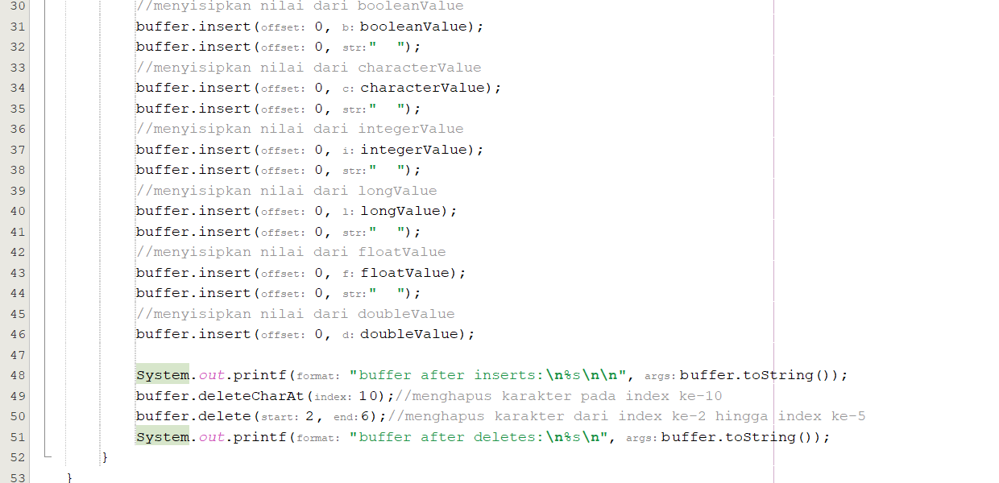 30 //menyisipkan nilai dari booleanValue
31 buffer.insert(offset: 0, b: booleanValue);
32 buffer.insert(offset: 0, str:"  ");
33 //menyisipkan nilai dari characterValue
34 buffer.insert(offset: 0, c: characterValue);
35 buffer.insert(offset: 0, str:"  ");
36 //menyisipkan nilai dari integerValue
37 buffer.insert(offset: 0, i: integerValue);
38 buffer.insert(offset: 0, str:"  ");
39 //menyisipkan nilai dari longValue
40 buffer.insert(offset: 0, l: longValue);
41 buffer.insert(offset: 0, str:"  ");
42 //menyisipkan nilai dari floatValue
43 buffer.insert(offset: 0, f: floatValue);
44 buffer.insert(offset: 0, str:"  ");
45 //menyisipkan nilai dari doubleValue
46 buffer.insert(offset: 0, d: doubleValue);
47
48 System.out.printf(format: "buffer after inserts:\n%s\n\n", args: buffer.toString());
49 buffer.deleteCharAt(index: 10);//menghapus karakter pada index ke-10
50 buffer.delete(start: 2, end:6);//menghapus karakter dari index ke-2 hingga index ke-5
51 System.out.printf(format: "buffer after deletes:\n%s\n", args: buffer.toString());
52 }
53 }